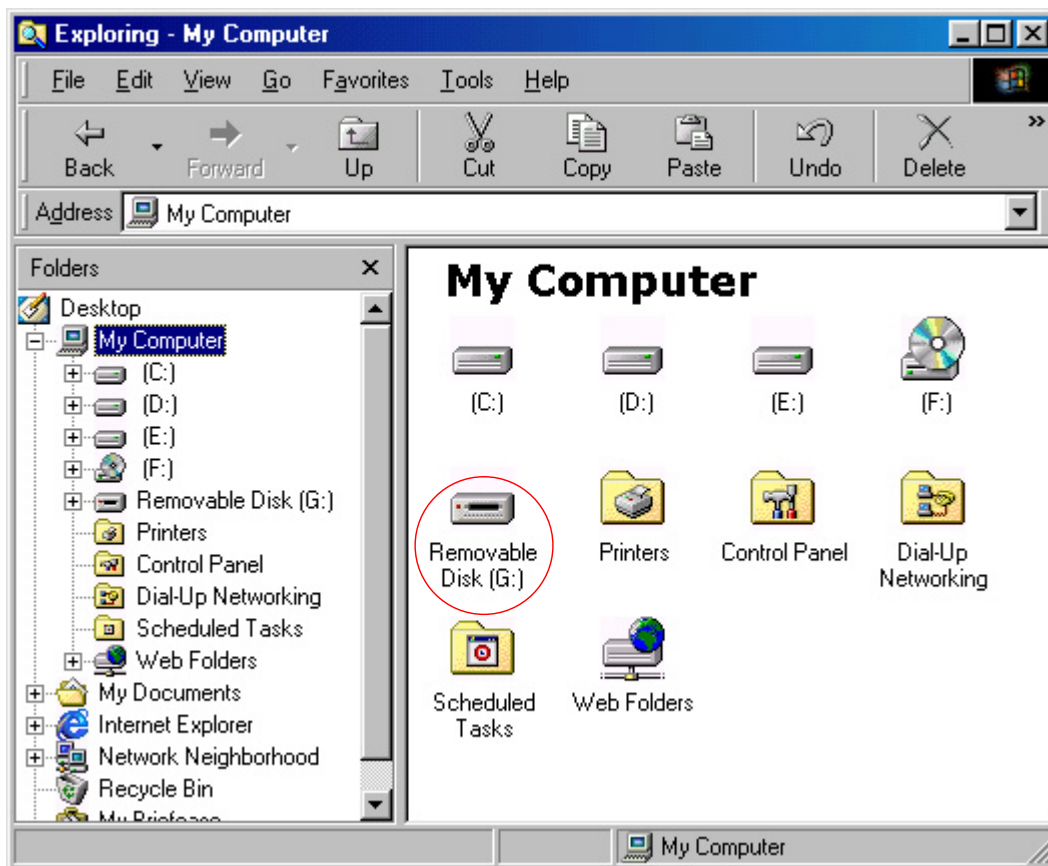 Exploring - My Computer
File Edit View Go Favorites Tools Help
Back Forward Up Cut Copy Paste Undo Delete »
Address My Computer
Folders
Desktop
My Computer
(C:)
(D:)
(E:)
(F:)
Removable Disk (G:)
Printers
Control Panel
Dial-Up Networking
Scheduled Tasks
Web Folders
My Documents
Internet Explorer
Network Neighborhood
Recycle Bin
My Briefcase
My Computer
(C:) (D:) (E:) (F:)
Removable Printers Control Panel Dial-Up
Disk (G:) Networking
Scheduled Web Folders
Tasks
My Computer